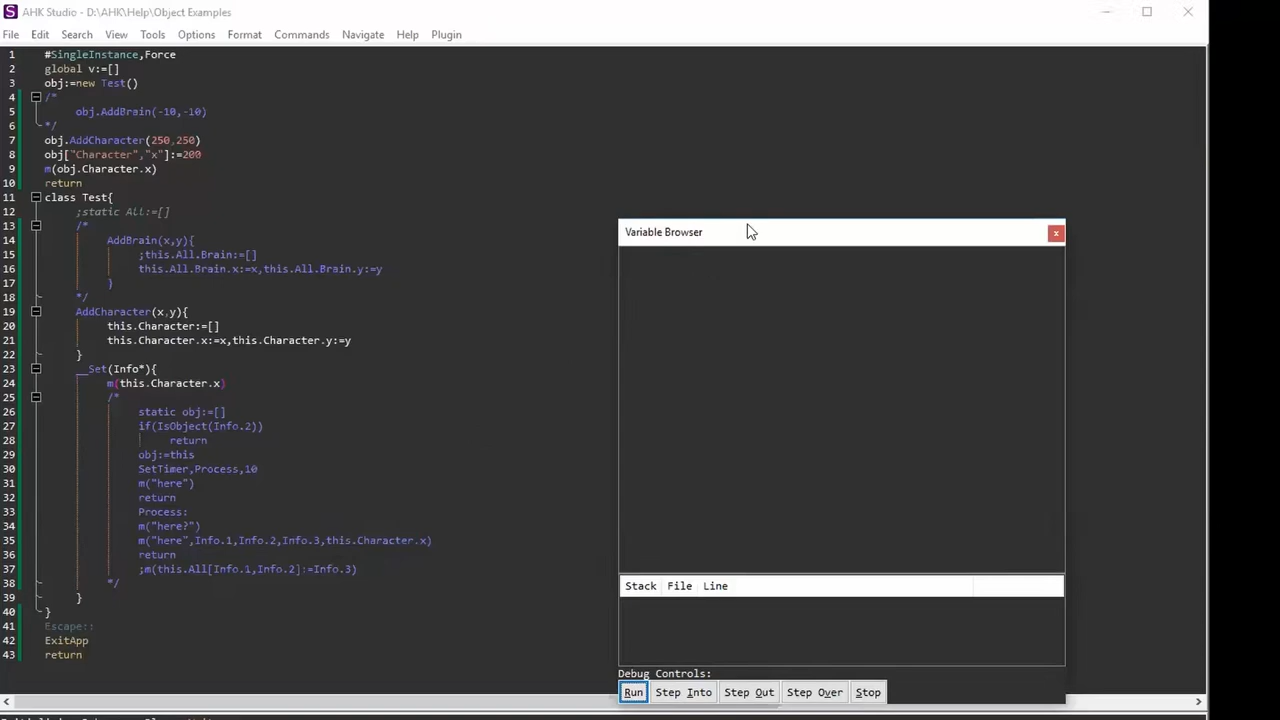 AHK Studio - D:\AHK\Help\Object Examples
File Edit Search View Tools Options Format Commands Navigate Help Plugin
1 #SingleInstance,Force
2 global v:=[]
3 obj:=new Test()
4 /*
5 obj.AddBrain(-10,-10)
6 */
7 obj.AddCharacter(250,250)
8 obj["Character","x"]:=200
9 m(obj.Character.x)
10 return
11 class Test{
12 ;static All:=[]
13 /*
14 AddBrain(x,y){
15 ;this.All.Brain:=[]
16 this.All.Brain.x:=x,this.All.Brain.y:=y
17 }
18 */
19 AddCharacter(x,y){
20 this.Character:=[]
21 this.Character.x:=x,this.Character.y:=y
22 }
23 __Set(Info*){
24 m(this.Character.x)
25 /*
26 static obj:=[]
27 if(IsObject(Info.2))
28 return
29 obj:=this
30 SetTimer,Process,10
31 m("here")
32 return
33 Process:
34 m("here?")
35 m("here",Info.1,Info.2,Info.3,this.Character.x)
36 return
37 ;m(this.All[Info.1,Info.2]:=Info.3)
38 */
39 }
40 }
41 Escape::
42 ExitApp
43 return
Variable Browser
x
Stack File Line
Debug Controls:
Run Step Into Step Out Step Over Stop